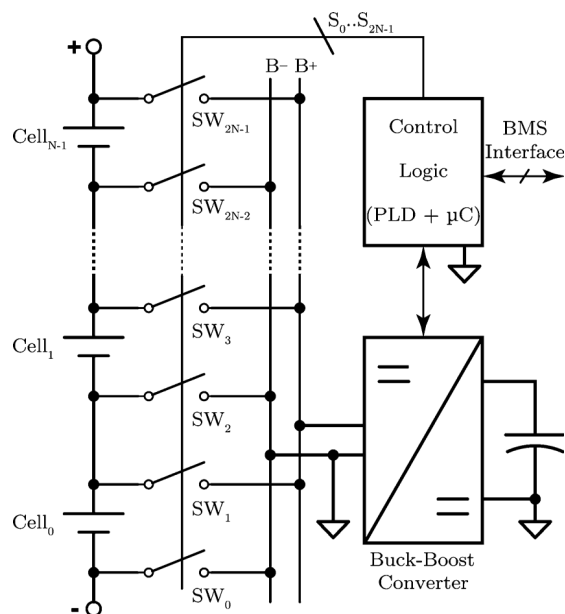 S₀..S₂N₋₁
B− B+
+
SW₂N₋₁
Cell_N-1
SW₂N₋₂
Control
Logic
(PLD + µC)
BMS
Interface
SW₃
Cell₁
SW₂
SW₁
Cell₀
SW₀
-
Buck-Boost
Converter